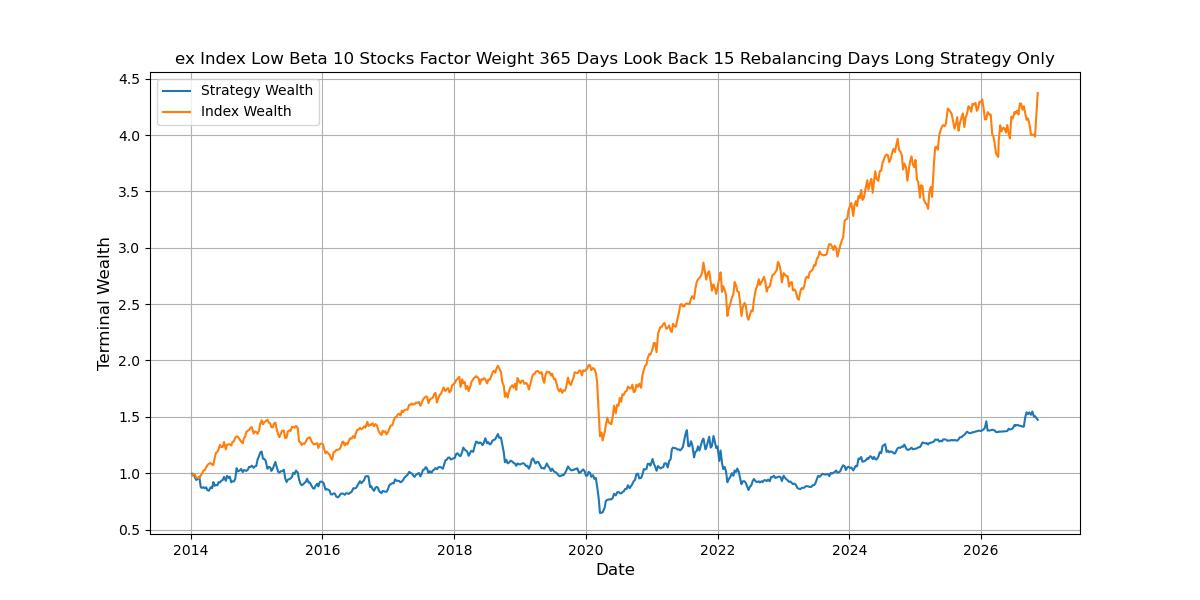 ex Index Low Beta 10 Stocks Factor Weight 365 Days Look Back 15 Rebalancing Days Long Strategy Only
Strategy Wealth
Index Wealth
Terminal Wealth
4.5
4.0
3.5
3.0
2.5
2.0
1.5
1.0
0.5
2014 2016 2018 2020 2022 2024 2026
Date